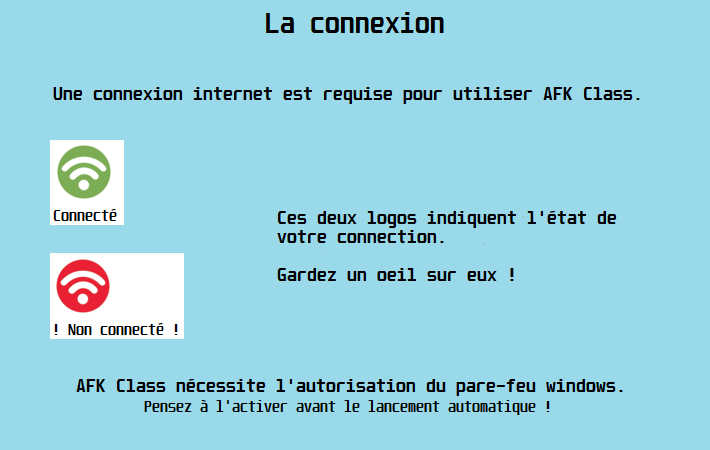 La connexion
Une connexion internet est requise pour utiliser AFK Class.
Connecté
Ces deux logos indiquent l'état de
votre connection.
Gardez un oeil sur eux !
! Non connecté !
AFK Class nécessite l'autorisation du pare-feu windows.
Pensez à l'activer avant le lancement automatique !